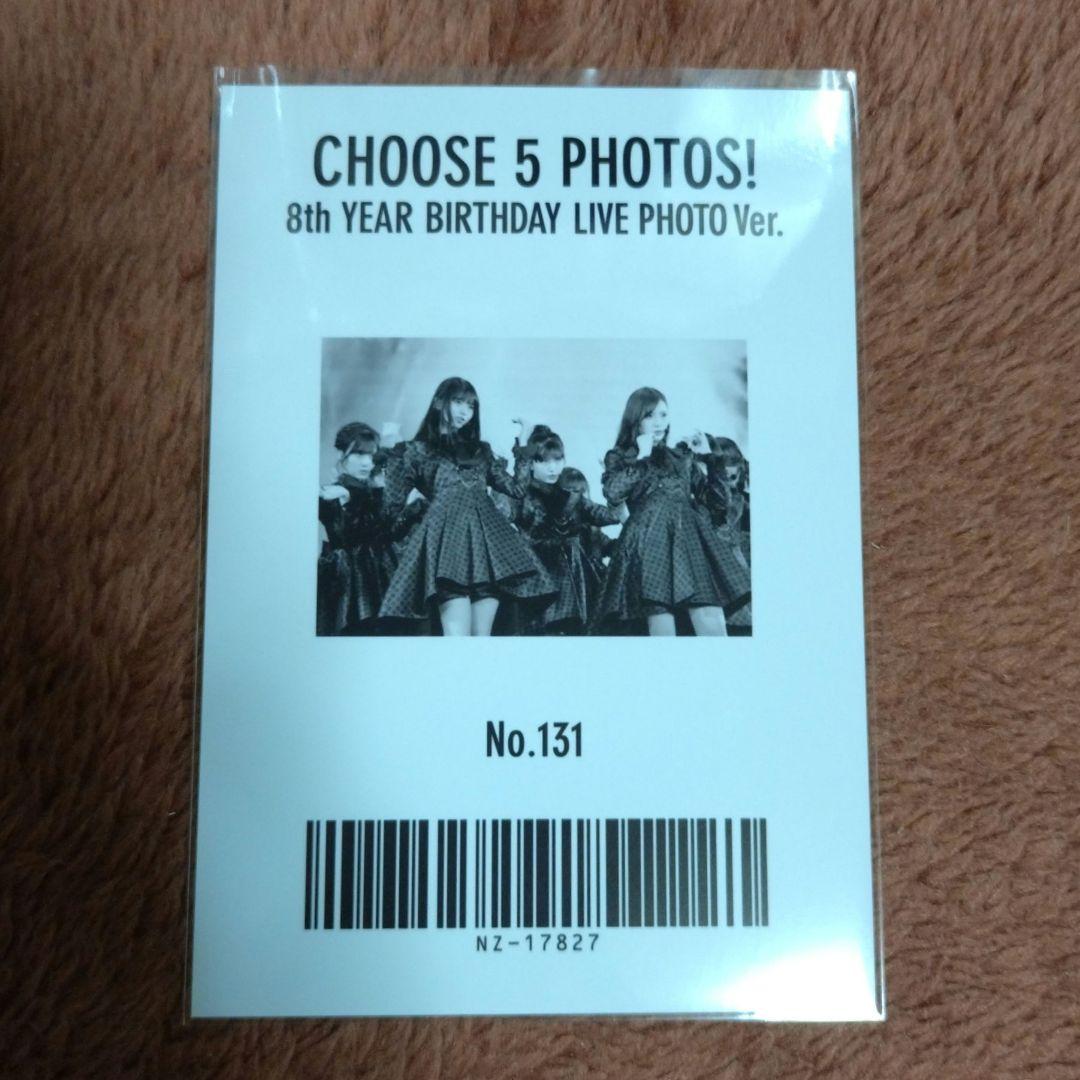 CHOOSE 5 PHOTOS!
8th YEAR BIRTHDAY LIVE PHOTO Ver.
No.131
NZ-17827